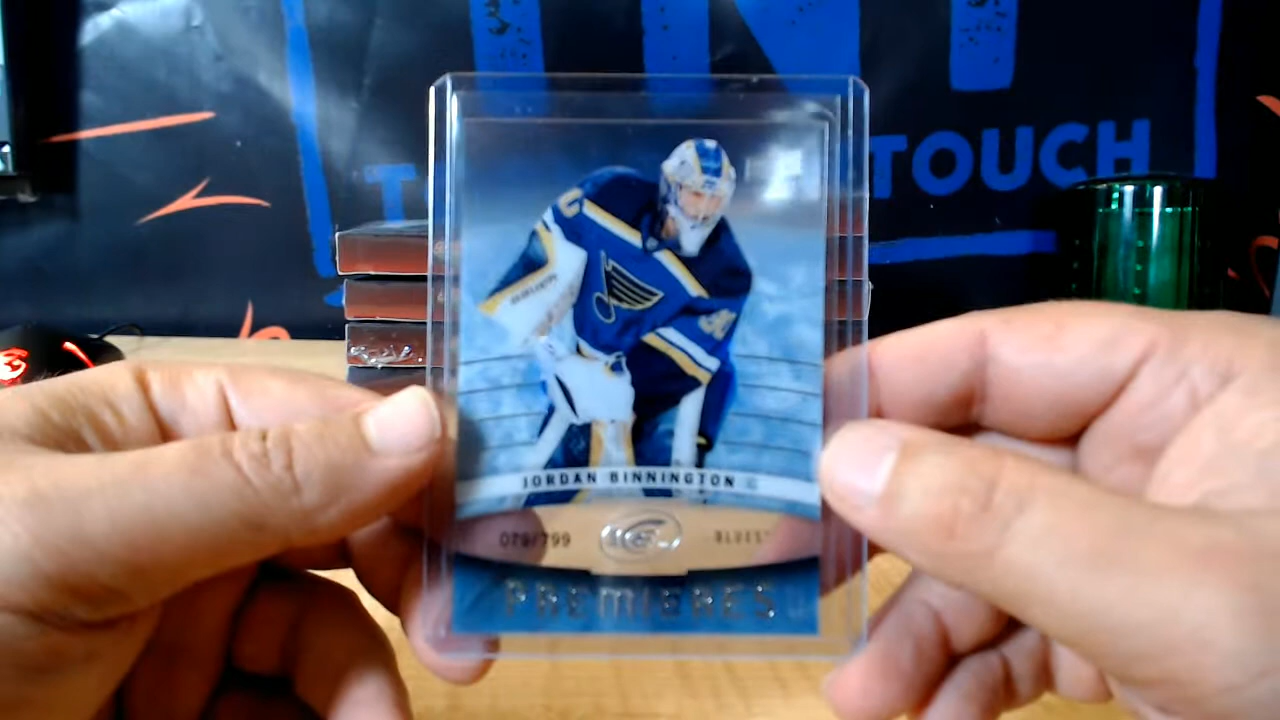 TOUCH
JORDAN BINNINGTON G
079/799
ICE
BLUES
PREMIERES